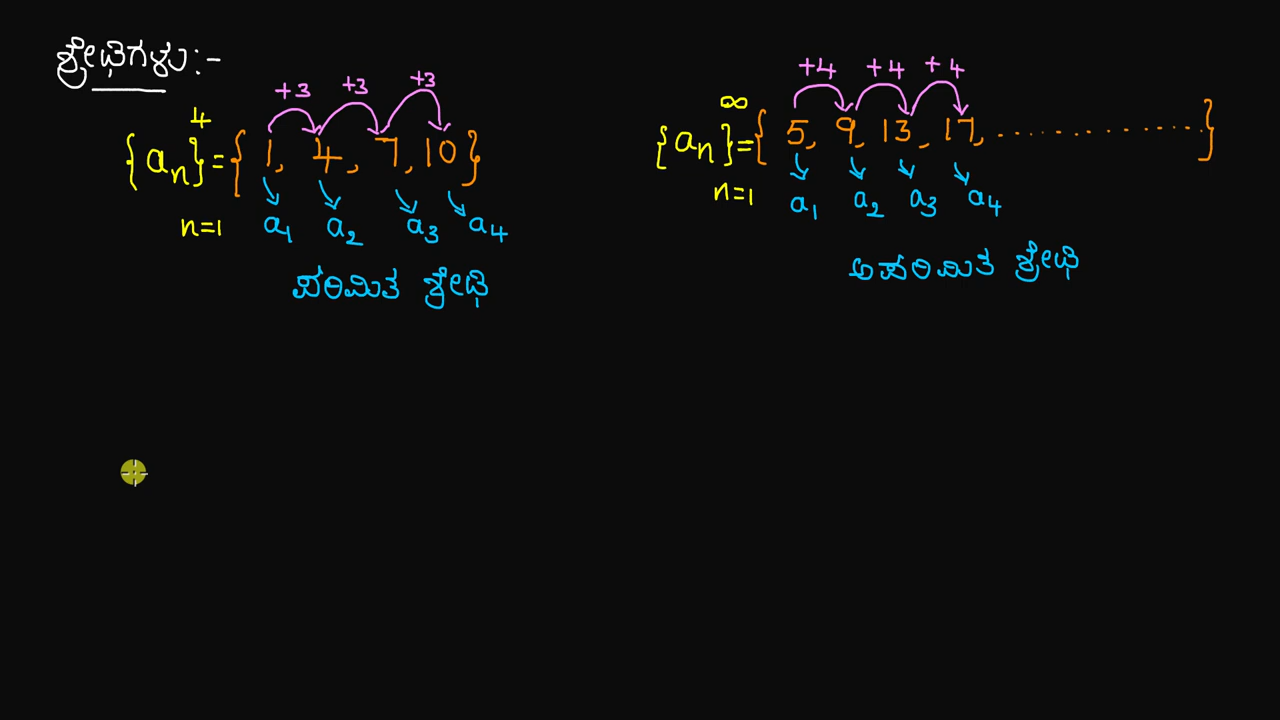 ಶ್ರೇಢಿಗಳು:-
+3 +3 +3
{aₙ}⁴ₙ₌₁ = {1, 4, 7, 10}
a₁ a₂ a₃ a₄
ಪರಿಮಿತ ಶ್ರೇಢಿ
+4 +4 +4
{aₙ}^∞ₙ₌₁ = {5, 9, 13, 17, ....................}
a₁ a₂ a₃ a₄
ಅಪರಿಮಿತ ಶ್ರೇಢಿ